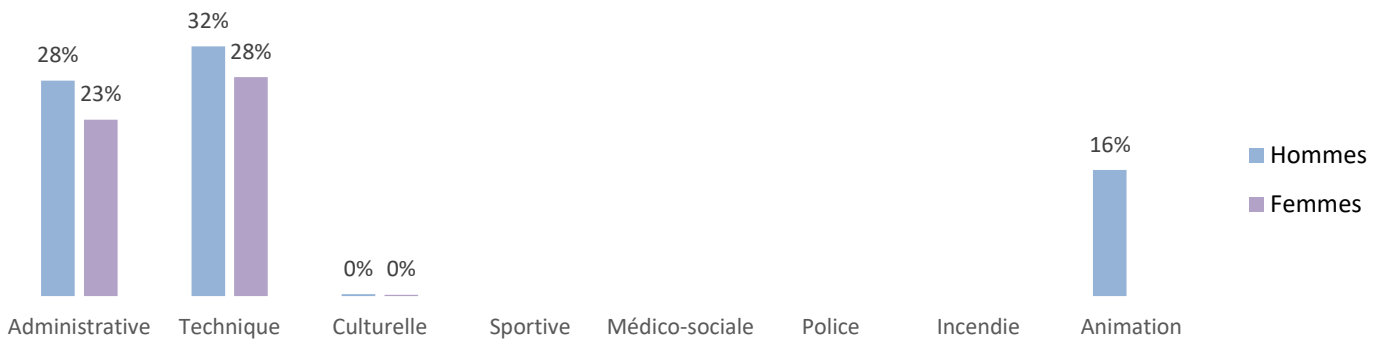 32%
28%
28%
23%
16%
Hommes
Femmes
0% 0%
Administrative Technique Culturelle Sportive Médico-sociale Police Incendie Animation